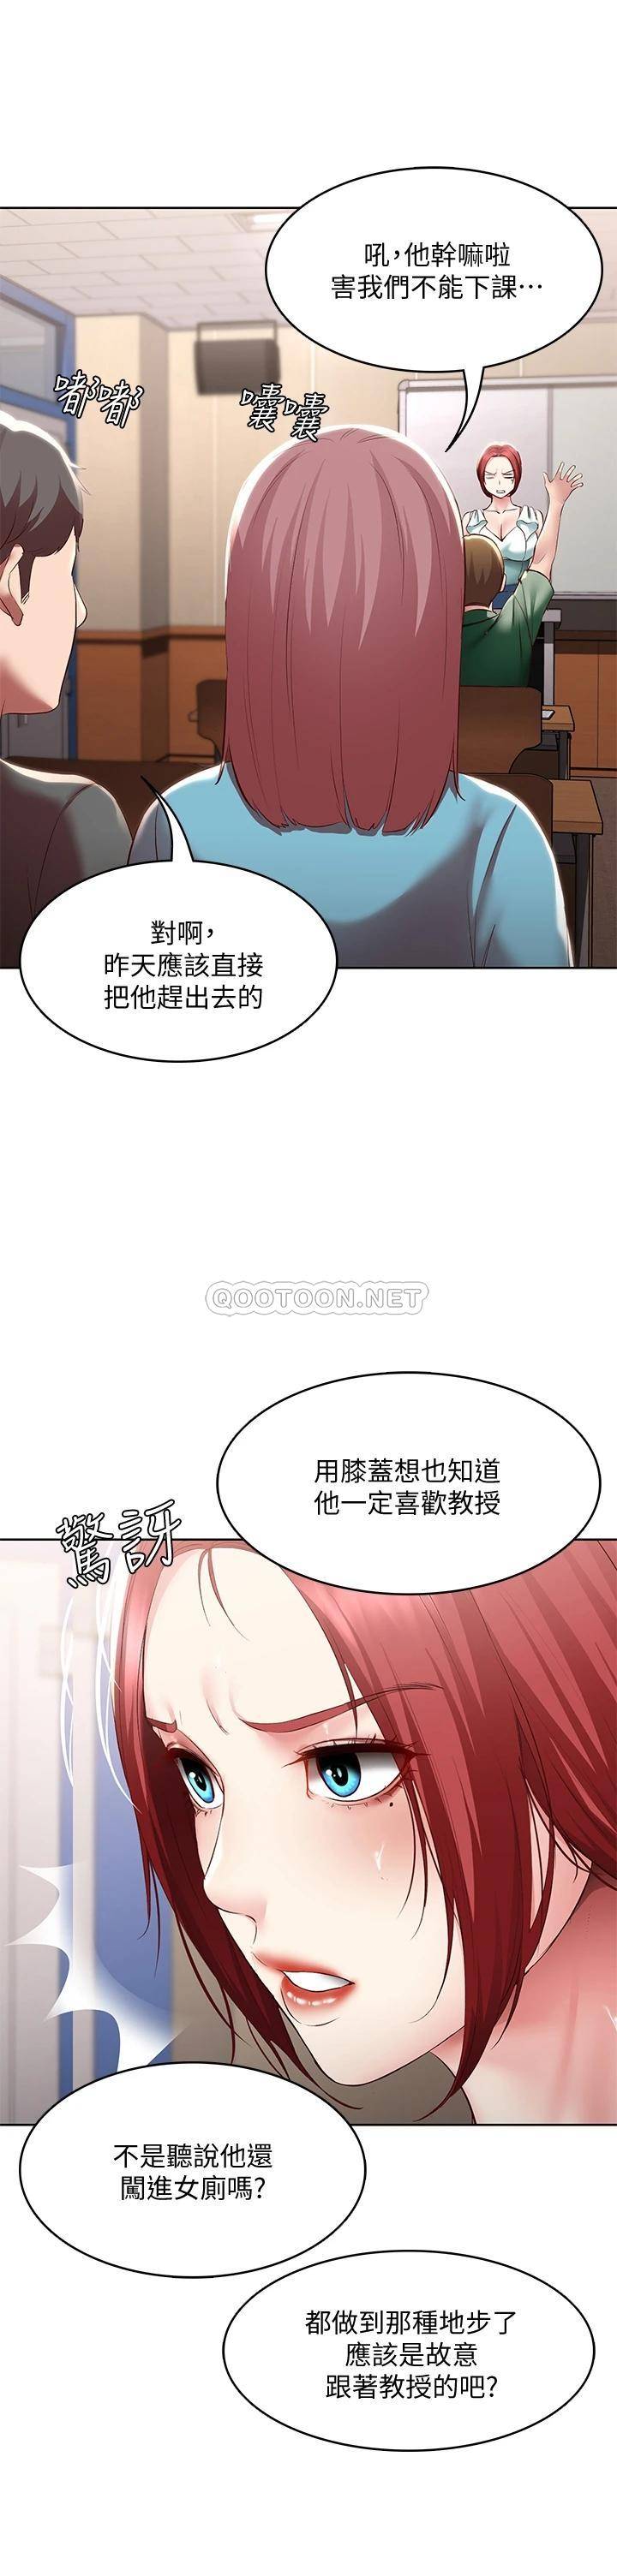 吼，他幹嘛啦
害我們不能下課…
嘟嘟
囔囔
對啊，
昨天應該直接
把他趕出去的
QOOTOON.NET
用膝蓋想也知道
他一定喜歡教授
驚訝
不是聽說他還
闖進女廁嗎?
都做到那種地步了
應該是故意
跟著教授的吧?